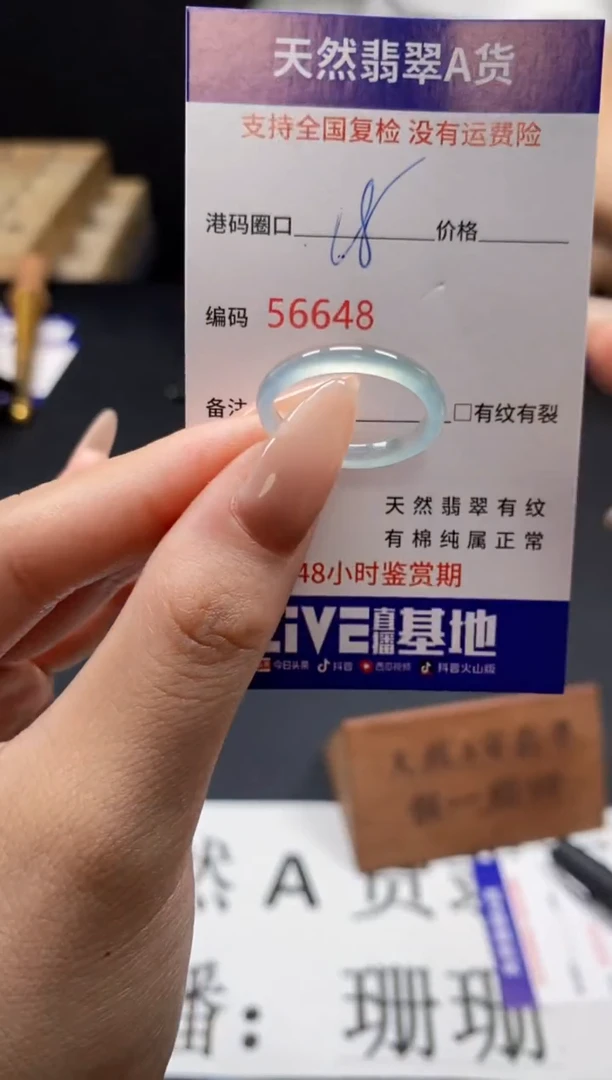 天然翡翠A货
支持全国复检 没有运费险
港码圈口 18 价格
编码 56648
备注 □有纹有裂
天然翡翠有纹
有棉纯属正常
48小时鉴赏期
LIVE直播基地
今日头条 抖音 西瓜视频 抖音火山版
然 A 货
播：珊珊